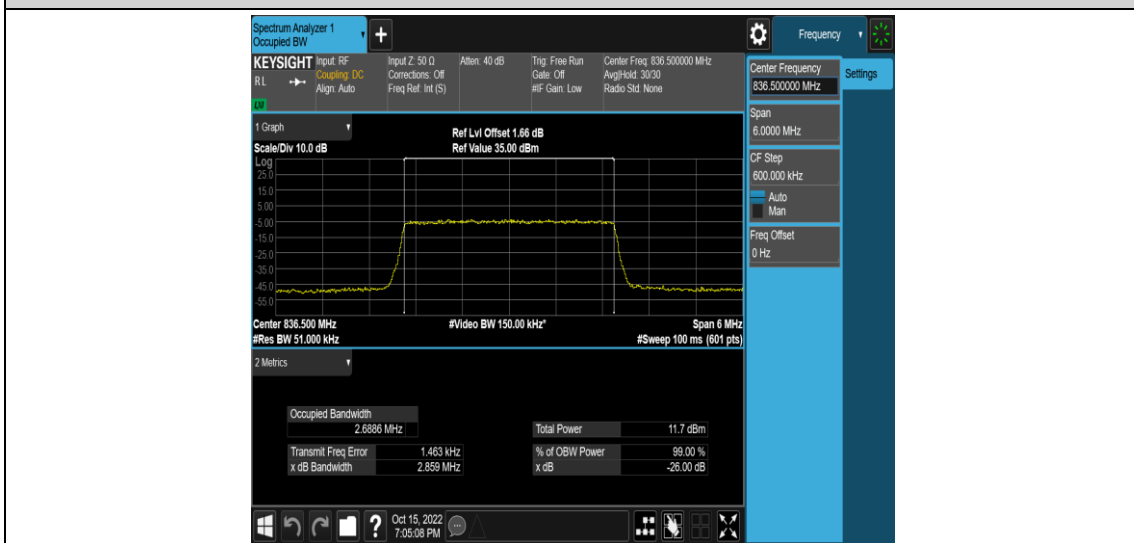 Spectrum Analyzer 1
Occupied BW
+
Frequency
KEYSIGHT
RL
LXI
Input: RF
Coupling: DC
Align: Auto
Input Z: 50 Ω
Corrections: Off
Freq Ref: Int (S)
Atten: 40 dB
Trig: Free Run
Gate: Off
#IF Gain: Low
Center Freq: 836.500000 MHz
Avg|Hold: 30/30
Radio Std: None
Center Frequency
836.500000 MHz
Settings
Span
6.0000 MHz
CF Step
600.000 kHz
Auto
Man
Freq Offset
0 Hz
1 Graph
Scale/Div 10.0 dB
Ref Lvl Offset 1.66 dB
Ref Value 35.00 dBm
Log
25.0
15.0
5.00
-5.00
-15.0
-25.0
-35.0
-45.0
-55.0
Center 836.500 MHz
#Video BW 150.00 kHz*
Span 6 MHz
#Res BW 51.000 kHz
#Sweep 100 ms (601 pts)
2 Metrics
Occupied Bandwidth
2.6886 MHz
Total Power 11.7 dBm
Transmit Freq Error 1.463 kHz
% of OBW Power 99.00 %
x dB Bandwidth 2.859 MHz
x dB -26.00 dB
?
Oct 15, 2022
7:05:08 PM